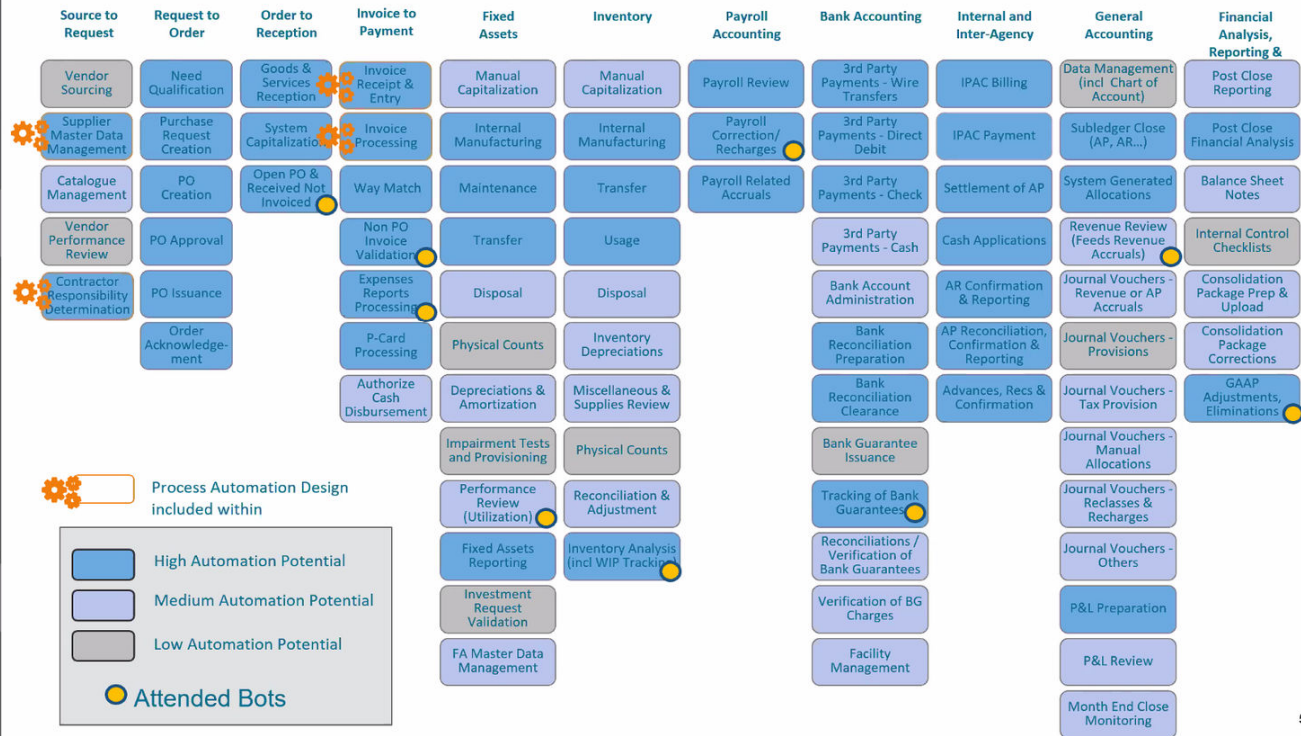 Source to
Request
Request to
Order
Order to
Reception
Invoice to
Payment
Fixed
Assets
Inventory
Payroll
Accounting
Bank Accounting
Internal and
Inter-Agency
General
Accounting
Financial
Analysis,
Reporting &
Vendor
Sourcing
Supplier
Master Data
Management
Catalogue
Management
Vendor
Performance
Review
Contractor
Responsibility
Determination
Need
Qualification
Purchase
Request
Creation
PO
Creation
PO Approval
PO Issuance
Order
Acknowledge-
ment
Goods &
Services
Reception
System
Capitalization
Open PO &
Received Not
Invoiced
Invoice
Receipt &
Entry
Invoice
Processing
Way Match
Non PO
Invoice
Validation
Expenses
Reports
Processing
P-Card
Processing
Authorize
Cash
Disbursement
Manual
Capitalization
Internal
Manufacturing
Maintenance
Transfer
Disposal
Physical Counts
Depreciations &
Amortization
Impairment Tests
and Provisioning
Performance
Review
(Utilization)
Fixed Assets
Reporting
Investment
Request
Validation
FA Master Data
Management
Manual
Capitalization
Internal
Manufacturing
Transfer
Usage
Disposal
Inventory
Depreciations
Miscellaneous &
Supplies Review
Physical Counts
Reconciliation &
Adjustment
Inventory Analysis
(incl WIP Tracking)
Payroll Review
Payroll
Correction/
Recharges
Payroll Related
Accruals
3rd Party
Payments - Wire
Transfers
3rd Party
Payments - Direct
Debit
3rd Party
Payments - Check
3rd Party
Payments - Cash
Bank Account
Administration
Bank
Reconciliation
Preparation
Bank
Reconciliation
Clearance
Bank Guarantee
Issuance
Tracking of Bank
Guarantees
Reconciliations /
Verification of
Bank Guarantees
Verification of BG
Charges
Facility
Management
IPAC Billing
IPAC Payment
Settlement of AP
Cash Applications
AR Confirmation
& Reporting
AP Reconciliation,
Confirmation &
Reporting
Advances, Recs &
Confirmation
Data Management
(incl Chart of
Account)
Subledger Close
(AP, AR...)
System Generated
Allocations
Revenue Review
(Feeds Revenue
Accruals)
Journal Vouchers -
Revenue or AP
Accruals
Journal Vouchers -
Provisions
Journal Vouchers -
Tax Provision
Journal Vouchers -
Manual
Allocations
Journal Vouchers -
Reclasses &
Recharges
Journal Vouchers -
Others
P&L Preparation
P&L Review
Month End Close
Monitoring
Post Close
Reporting
Post Close
Financial Analysis
Balance Sheet
Notes
Internal Control
Checklists
Consolidation
Package Prep &
Upload
Consolidation
Package
Corrections
GAAP
Adjustments,
Eliminations
Process Automation Design
included within
High Automation Potential
Medium Automation Potential
Low Automation Potential
Attended Bots